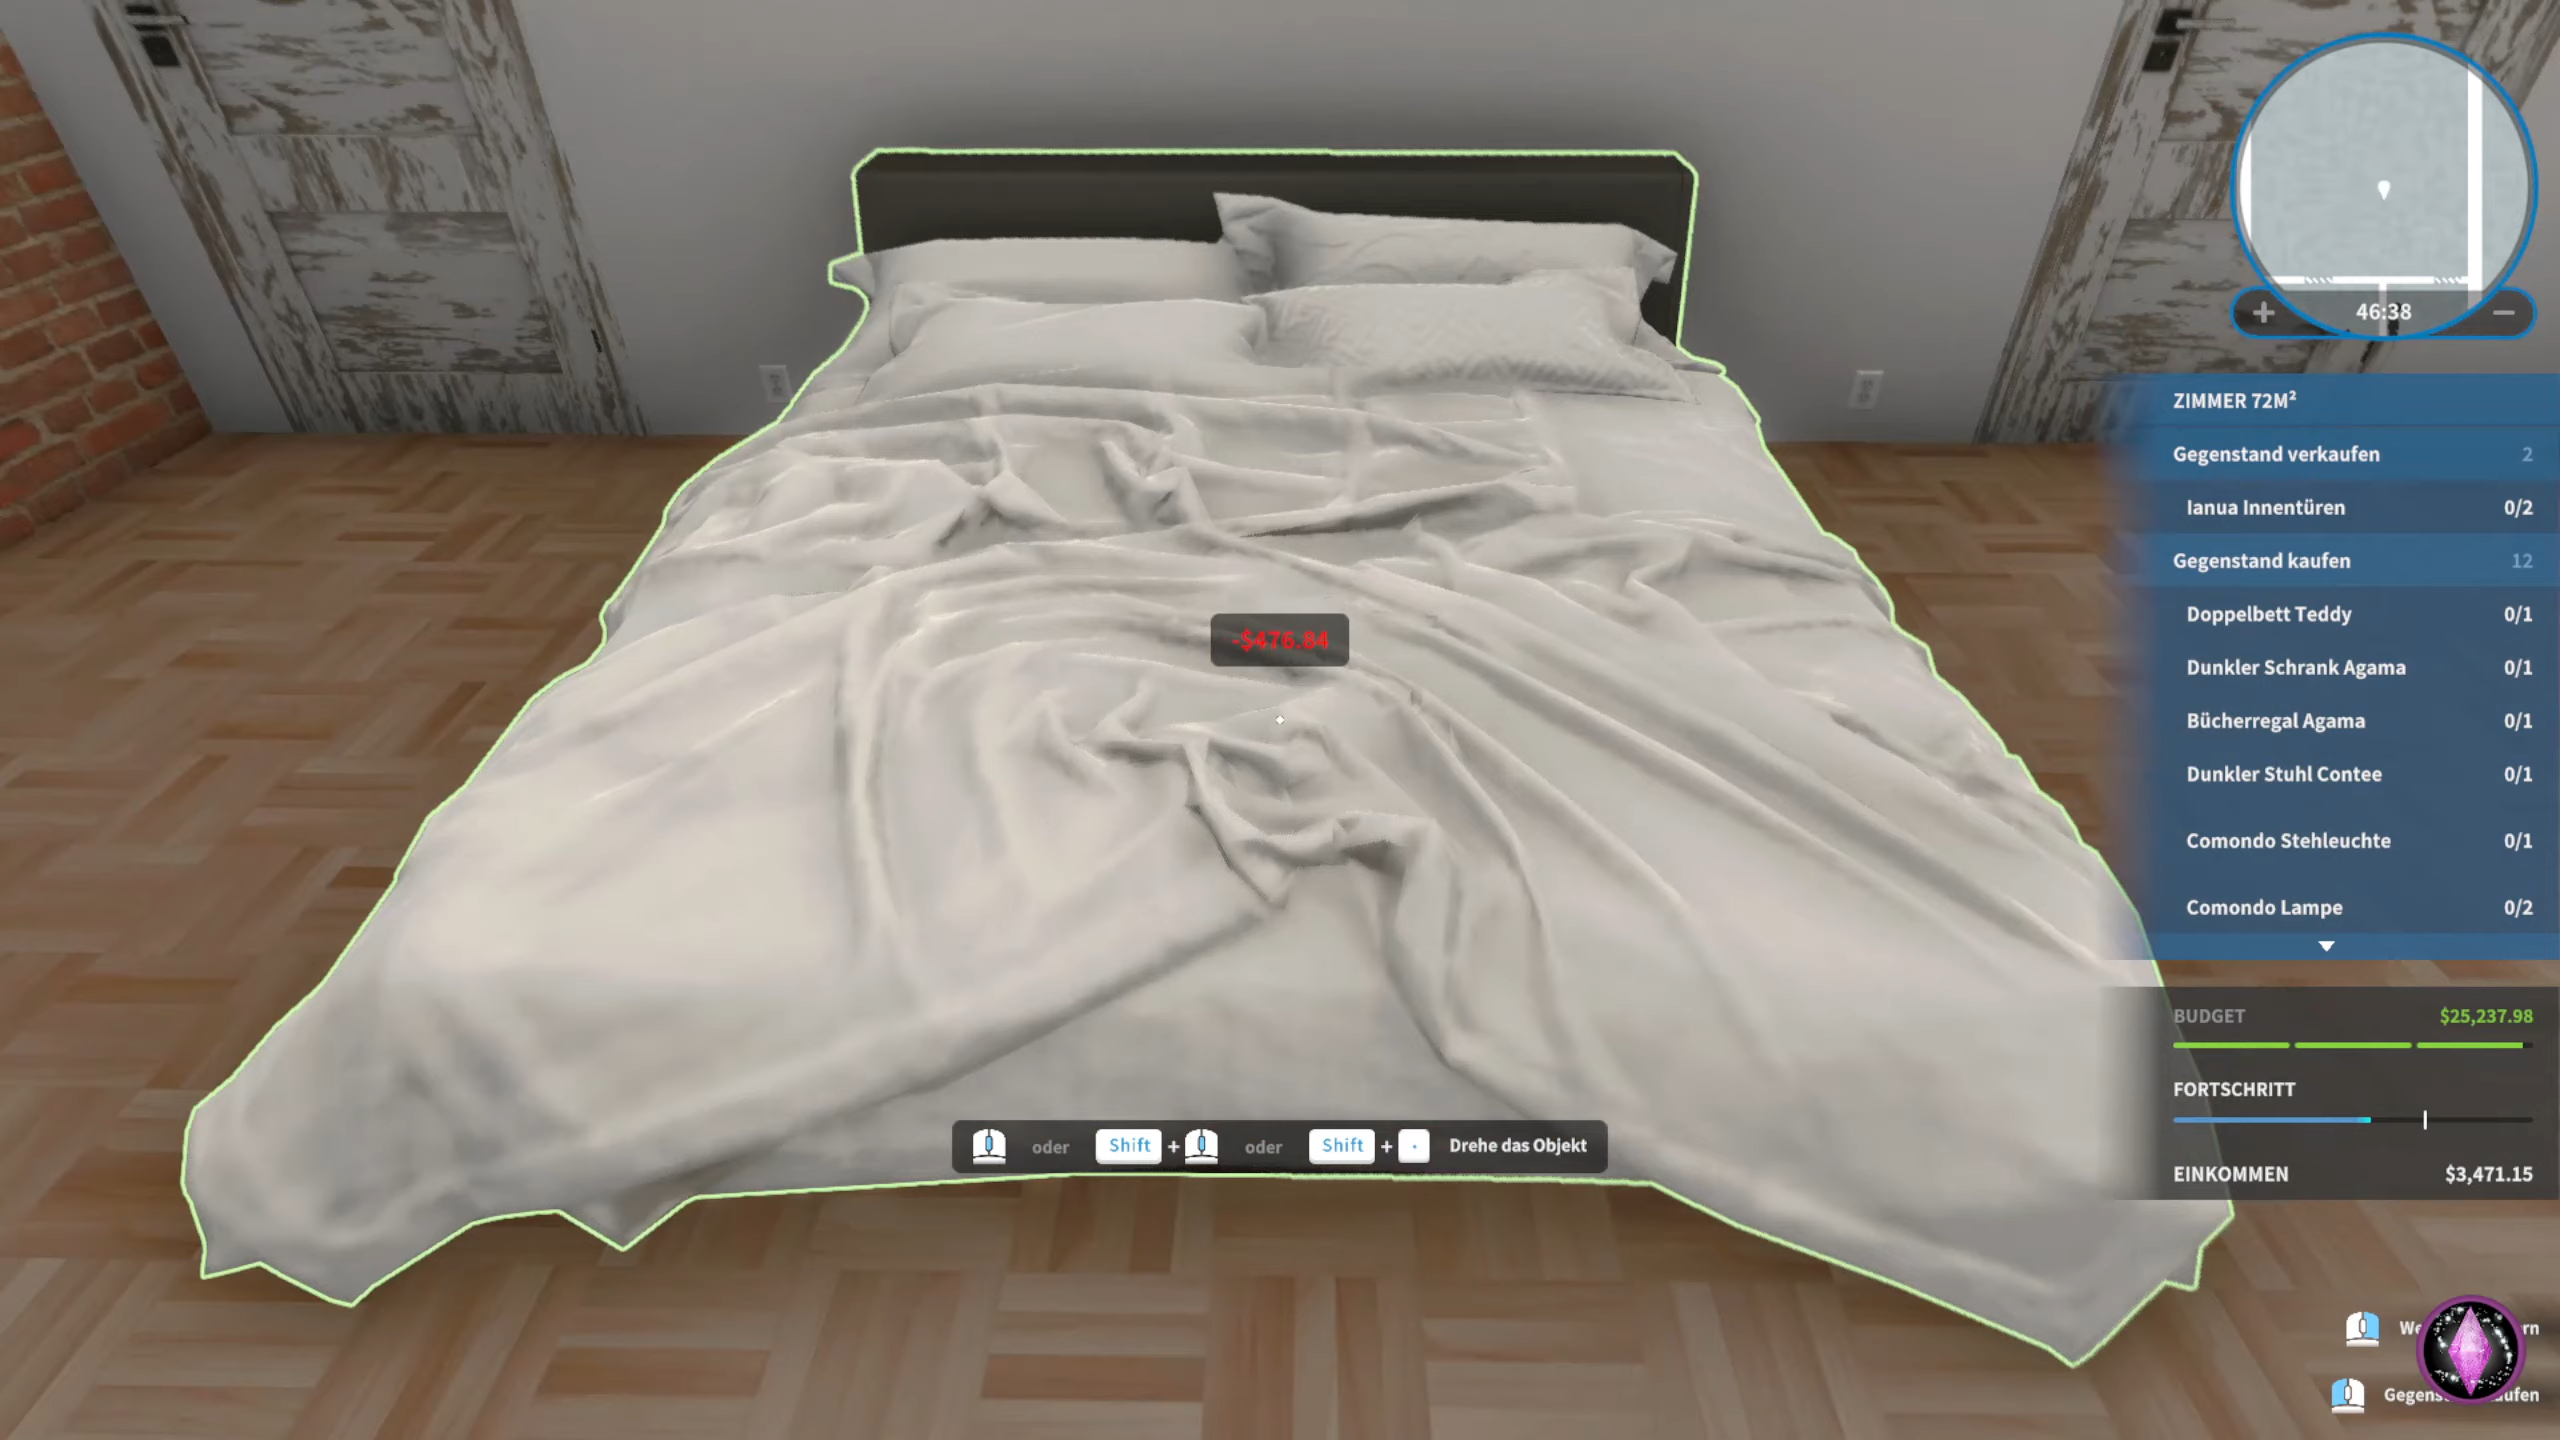 46:38
ZIMMER 72M²
Gegenstand verkaufen 2
Ianua Innentüren 0/2
Gegenstand kaufen 12
Doppelbett Teddy 0/1
Dunkler Schrank Agama 0/1
Bücherregal Agama 0/1
Dunkler Stuhl Contee 0/1
Comondo Stehleuchte 0/1
Comondo Lampe 0/2
-$476.84
BUDGET $25,237.98
FORTSCHRITT
EINKOMMEN $3,471.15
oder Shift + oder Shift + . Drehe das Objekt